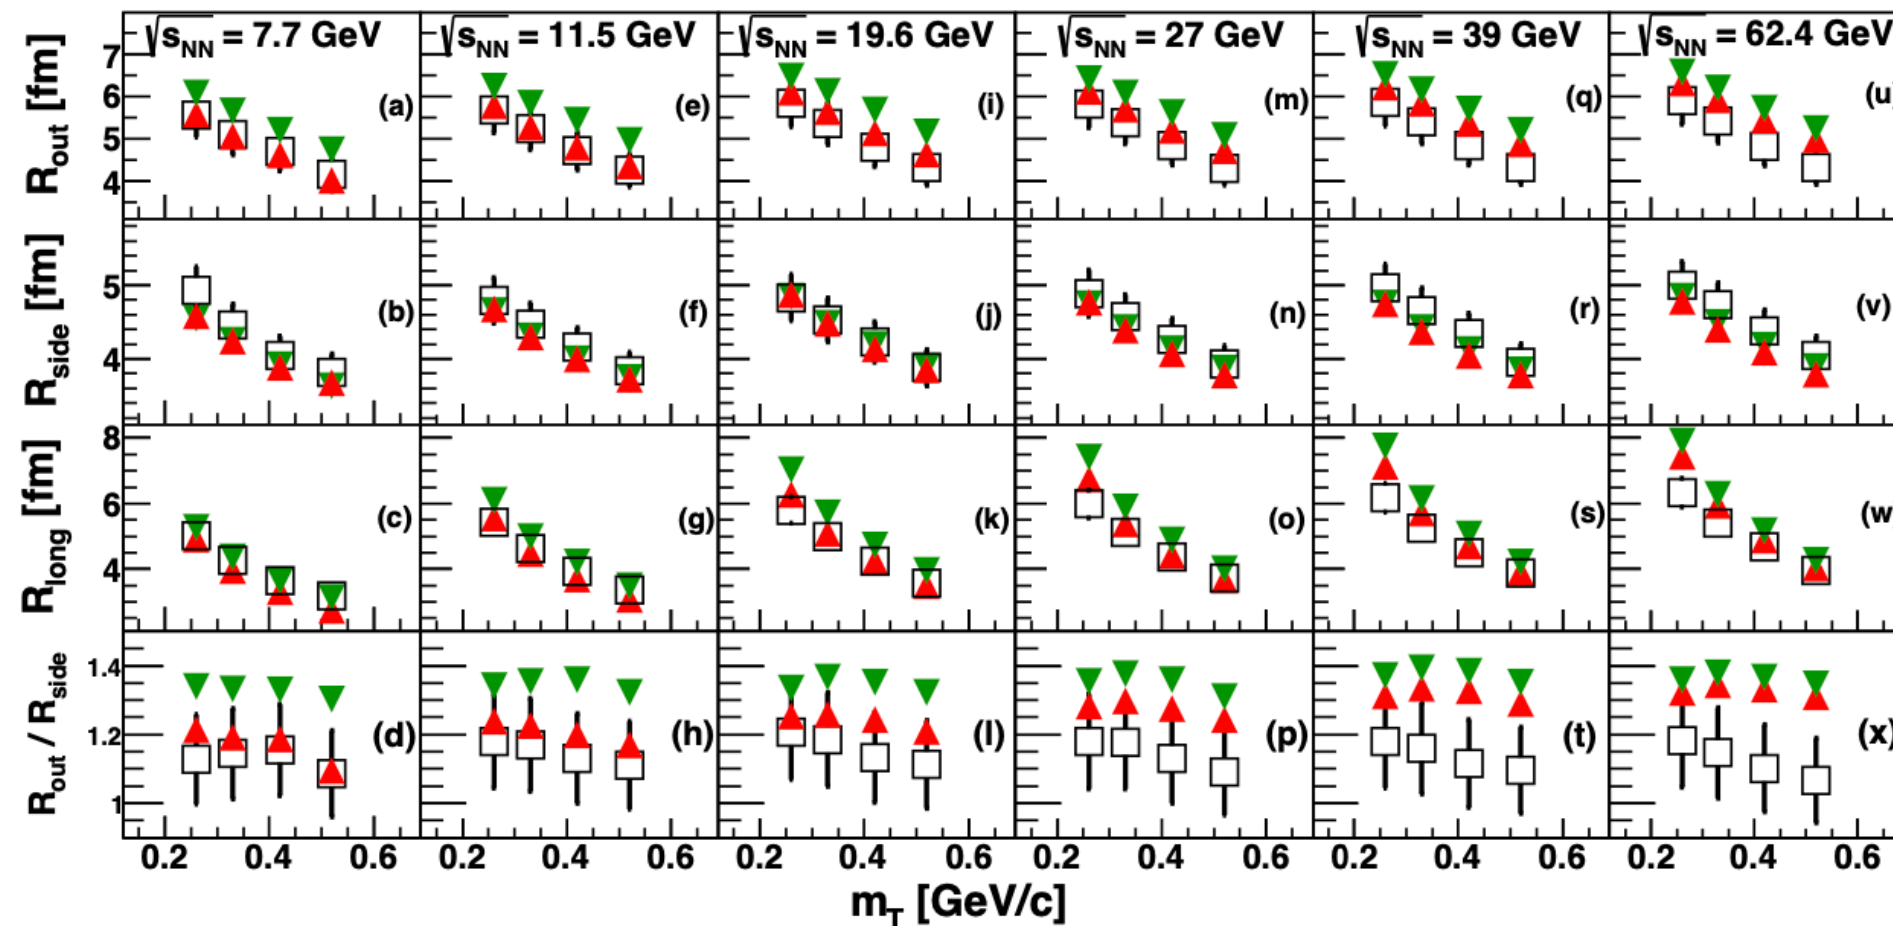 √sNN = 7.7 GeV √sNN = 11.5 GeV √sNN = 19.6 GeV √sNN = 27 GeV √sNN = 39 GeV √sNN = 62.4 GeV
Rout [fm]
7
6
5
4
(a) (e) (i) (m) (q) (u
Rside [fm]
5
4
(b) (f) (j) (n) (r) (v)
Rlong [fm]
8
6
4
(c) (g) (k) (o) (s) (w
Rout / Rside
1.4
1.2
1
(d) (h) (l) (p) (t) (x)
0.2 0.4 0.6 0.2 0.4 0.6 0.2 0.4 0.6 0.2 0.4 0.6 0.2 0.4 0.6 0.2 0.4 0.6
mT [GeV/c]